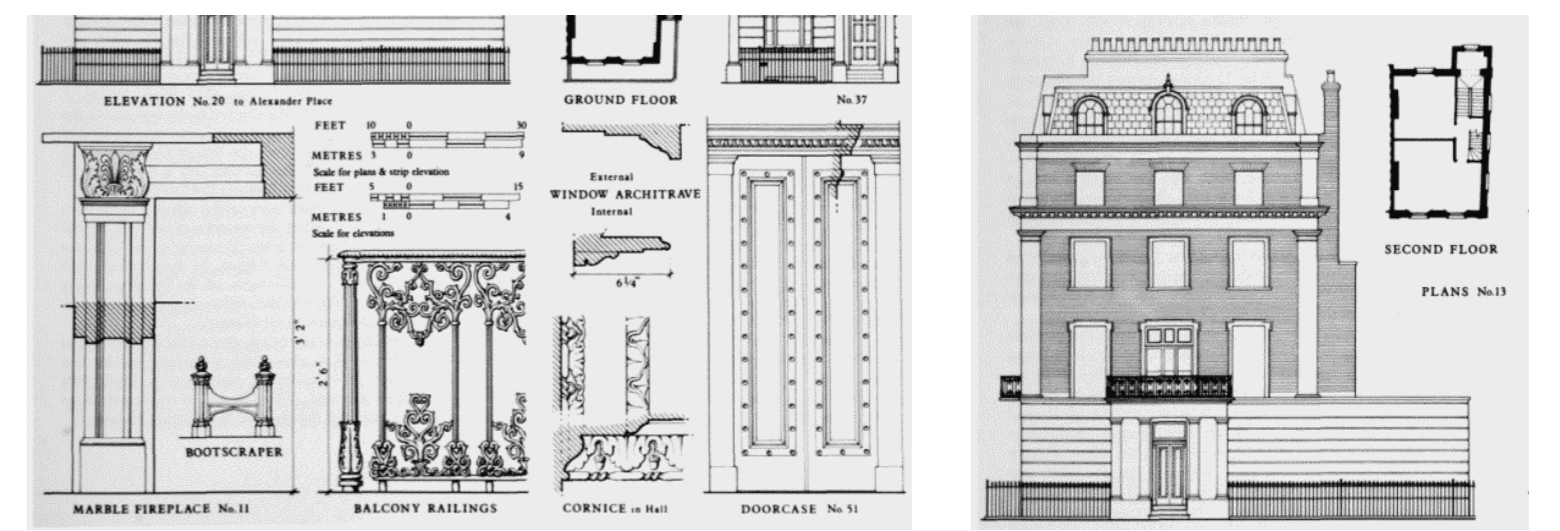 ELEVATION No.20 to Alexander Place
GROUND FLOOR
No.37
FEET 10 0 30
METRES 3 0 9
Scale for plans & strip elevation
FEET 5 0 15
METRES 1 0 4
Scale for elevations
External
WINDOW ARCHITRAVE
Internal
6 1/4"
3' 2"
2' 6"
BOOTSCRAPER
MARBLE FIREPLACE No.11
BALCONY RAILINGS
CORNICE in Hall
DOORCASE No.51
SECOND FLOOR
PLANS No.13